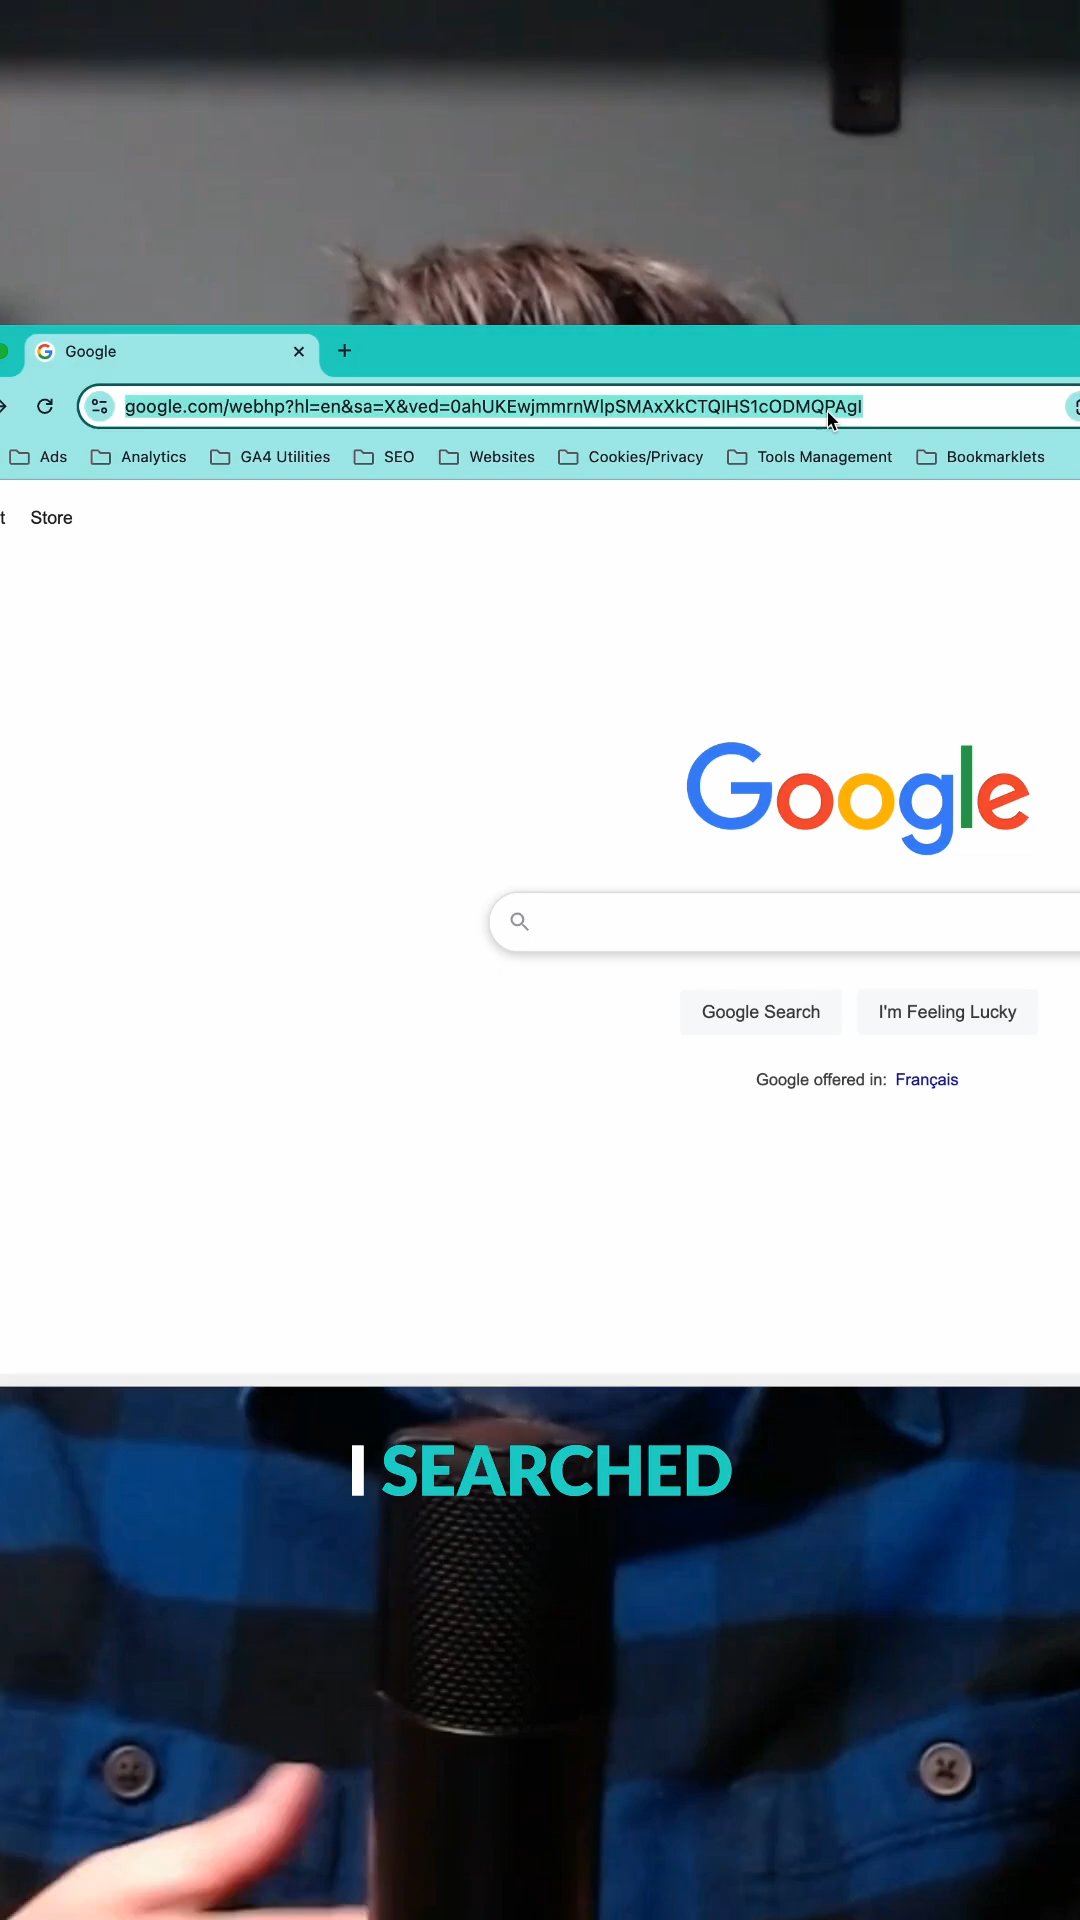 Google
google.com/webhp?hl=en&sa=X&ved=0ahUKEwjmmrnWlpSMAxXkCTQIHS1cODMQPAgI
Ads Analytics GA4 Utilities SEO Websites Cookies/Privacy Tools Management Bookmarklets
t Store
Google
Google Search I'm Feeling Lucky
Google offered in: Français
I SEARCHED